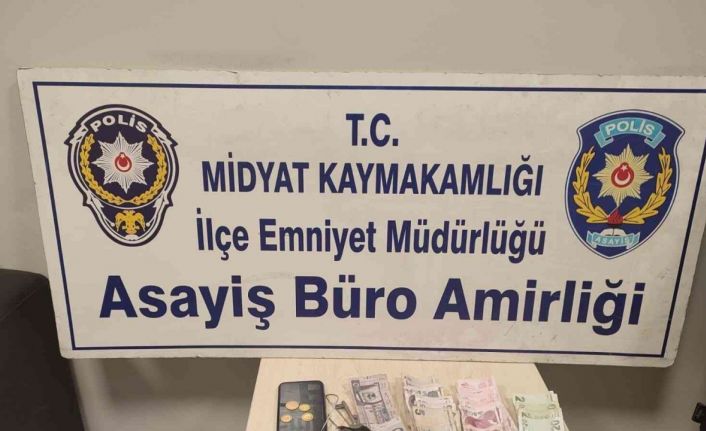 T.C.
MİDYAT KAYMAKAMLIĞI
İlçe Emniyet Müdürlüğü
Asayiş Büro Amirliği
POLİS
POLİS
ASAYİŞ